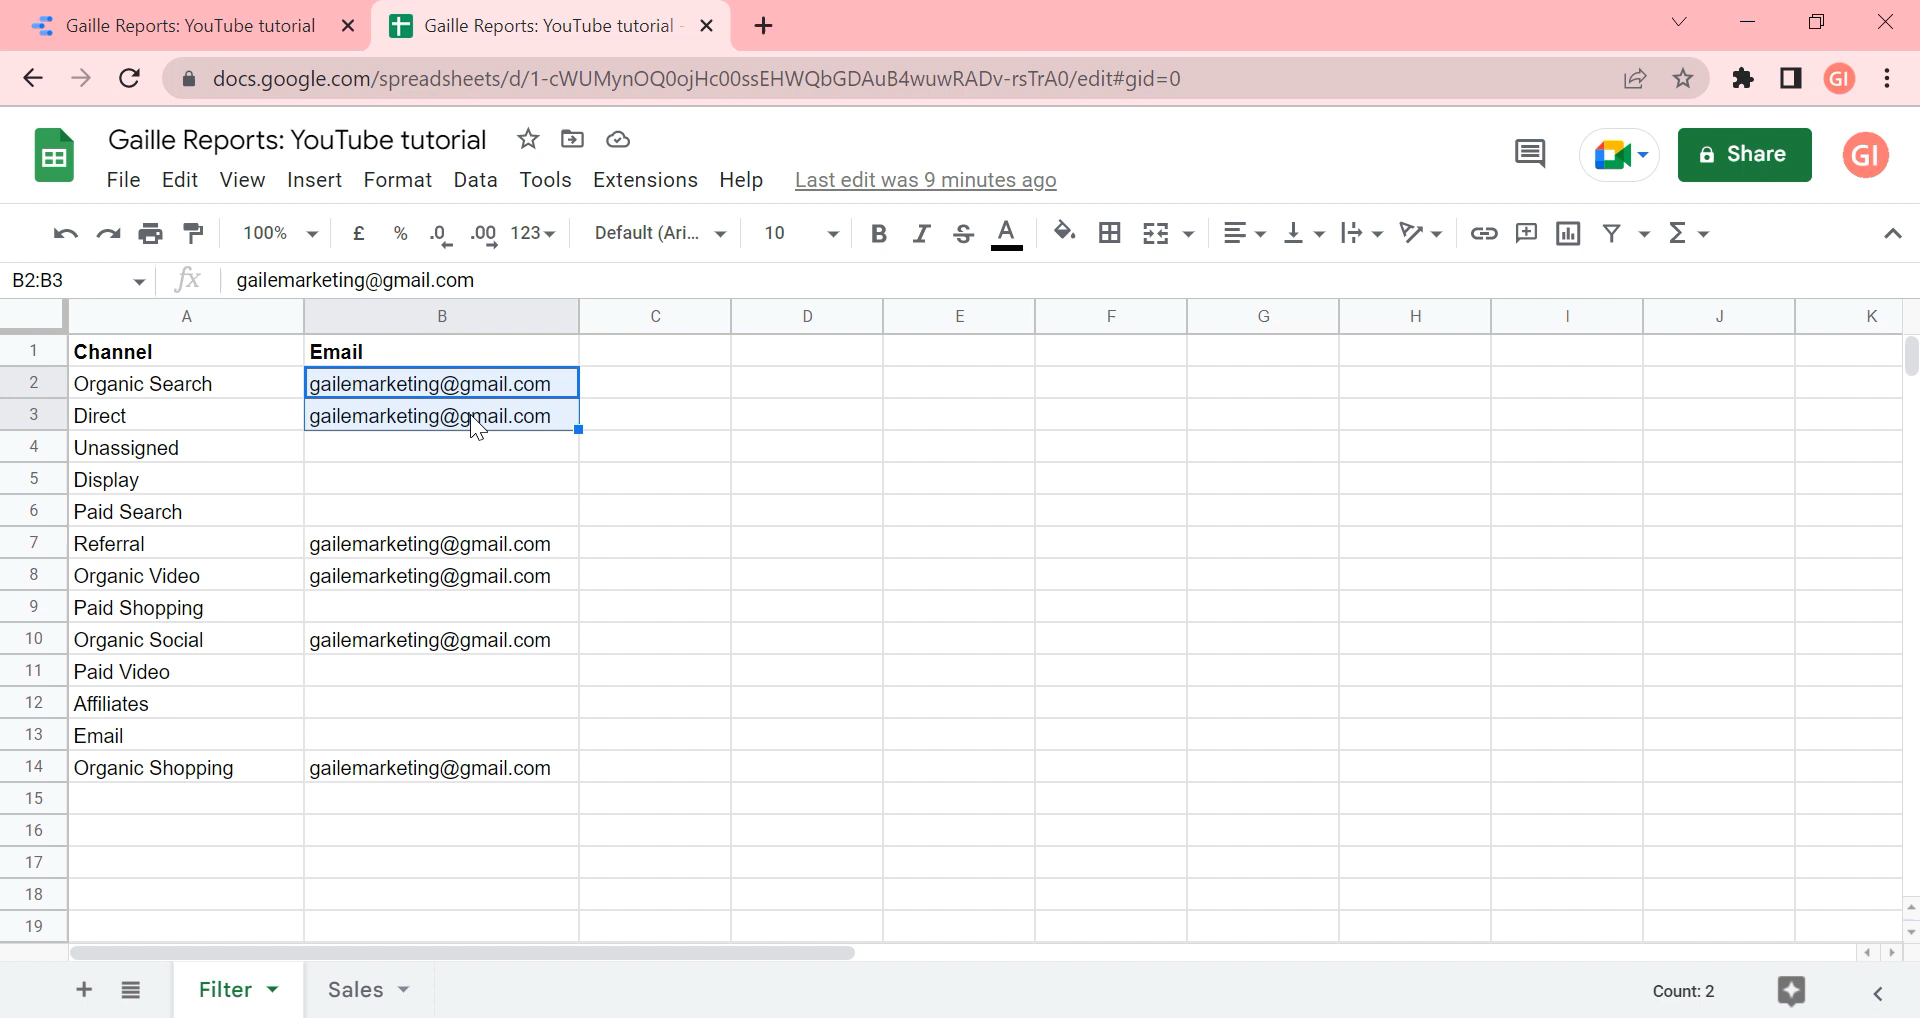 Gaille Reports: YouTube tutorial
Gaille Reports: YouTube tutorial -
docs.google.com/spreadsheets/d/1-cWUMynOQ0ojHc00ssEHWQbGDAuB4wuwRADv-rsTrA0/edit#gid=0
GI
Gaille Reports: YouTube tutorial
Share
GI
File Edit View Insert Format Data Tools Extensions Help Last edit was 9 minutes ago
100% £ % .0 .00 123 Default (Ari... 10 B I S A
B2:B3 fx gailemarketing@gmail.com
A B C D E F G H I J K
1 Channel Email
2 Organic Search gailemarketing@gmail.com
3 Direct gailemarketing@gmail.com
4 Unassigned
5 Display
6 Paid Search
7 Referral gailemarketing@gmail.com
8 Organic Video gailemarketing@gmail.com
9 Paid Shopping
10 Organic Social gailemarketing@gmail.com
11 Paid Video
12 Affiliates
13 Email
14 Organic Shopping gailemarketing@gmail.com
15
16
17
18
19
Filter Sales Count: 2